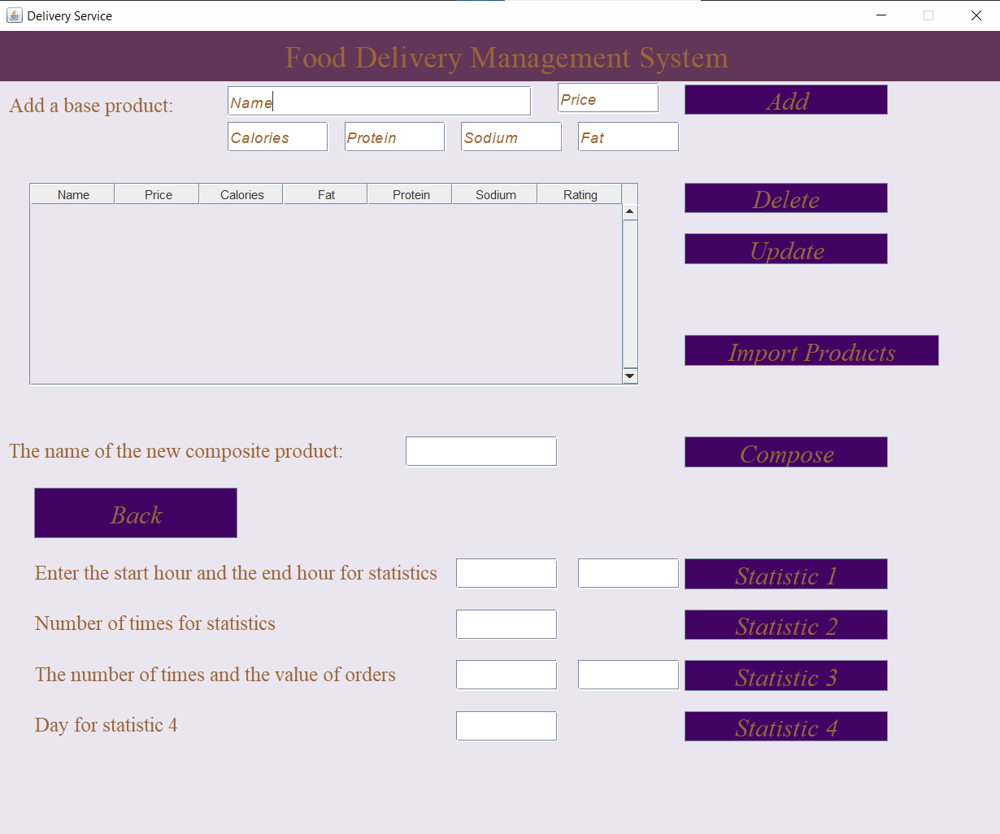 Delivery Service
Food Delivery Management System
Add a base product: Name Price Add
Calories Protein Sodium Fat
Name Price Calories Fat Protein Sodium Rating
Delete
Update
Import Products
The name of the new composite product: Compose
Back
Enter the start hour and the end hour for statistics Statistic 1
Number of times for statistics Statistic 2
The number of times and the value of orders Statistic 3
Day for statistic 4 Statistic 4